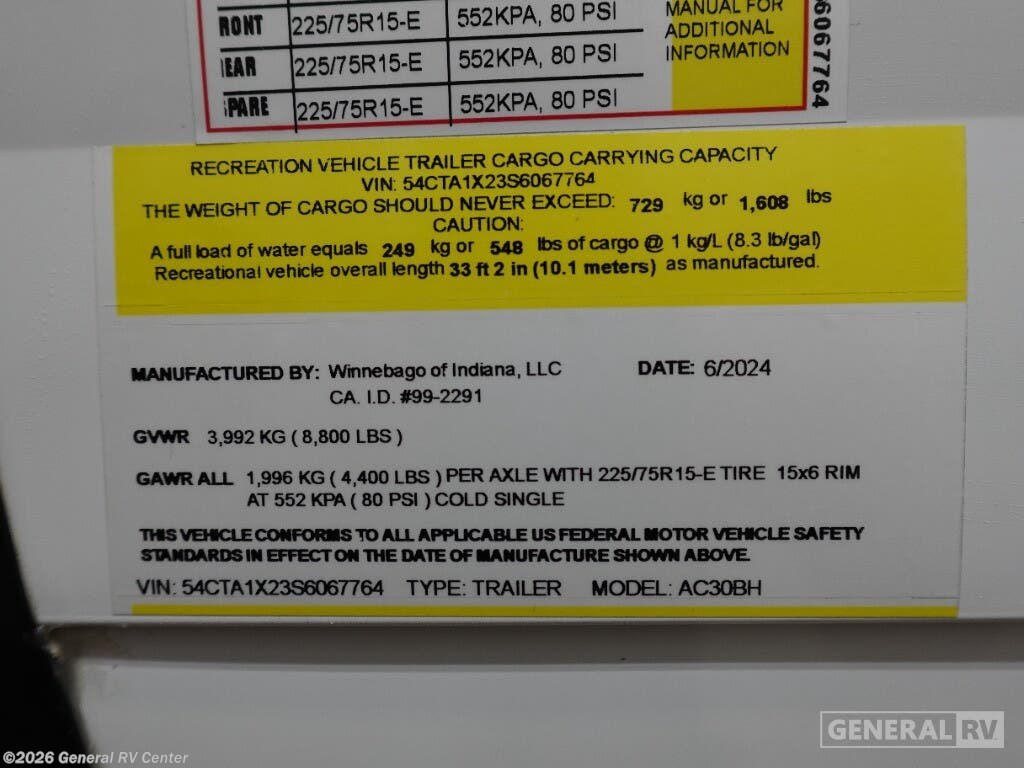 FRONT 225/75R15-E 552KPA, 80 PSI
REAR 225/75R15-E 552KPA, 80 PSI
SPARE 225/75R15-E 552KPA, 80 PSI
MANUAL FOR
ADDITIONAL
INFORMATION
6067764
RECREATION VEHICLE TRAILER CARGO CARRYING CAPACITY
VIN: 54CTA1X23S6067764
THE WEIGHT OF CARGO SHOULD NEVER EXCEED: 729 kg or 1,608 lbs
CAUTION:
A full load of water equals 249 kg or 548 lbs of cargo @ 1 kg/L (8.3 lb/gal)
Recreational vehicle overall length 33 ft 2 in (10.1 meters) as manufactured.
MANUFACTURED BY: Winnebago of Indiana, LLC DATE: 6/2024
CA. I.D. #99-2291
GVWR 3,992 KG ( 8,800 LBS )
GAWR ALL 1,996 KG ( 4,400 LBS ) PER AXLE WITH 225/75R15-E TIRE 15x6 RIM
AT 552 KPA ( 80 PSI ) COLD SINGLE
THIS VEHICLE CONFORMS TO ALL APPLICABLE US FEDERAL MOTOR VEHICLE SAFETY
STANDARDS IN EFFECT ON THE DATE OF MANUFACTURE SHOWN ABOVE.
VIN: 54CTA1X23S6067764 TYPE: TRAILER MODEL: AC30BH
GENERAL RV
©2026 General RV Center